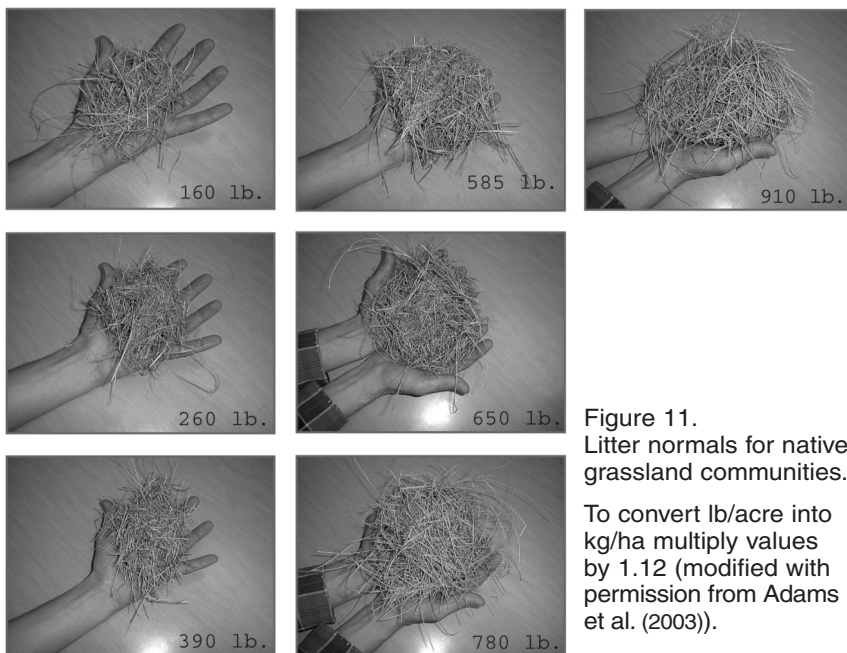 160 lb.
585 lb.
910 lb.
260 lb.
650 lb.
390 lb.
780 lb.
Figure 11.
Litter normals for native
grassland communities.
To convert lb/acre into
kg/ha multiply values
by 1.12 (modified with
permission from Adams
et al. (2003)).